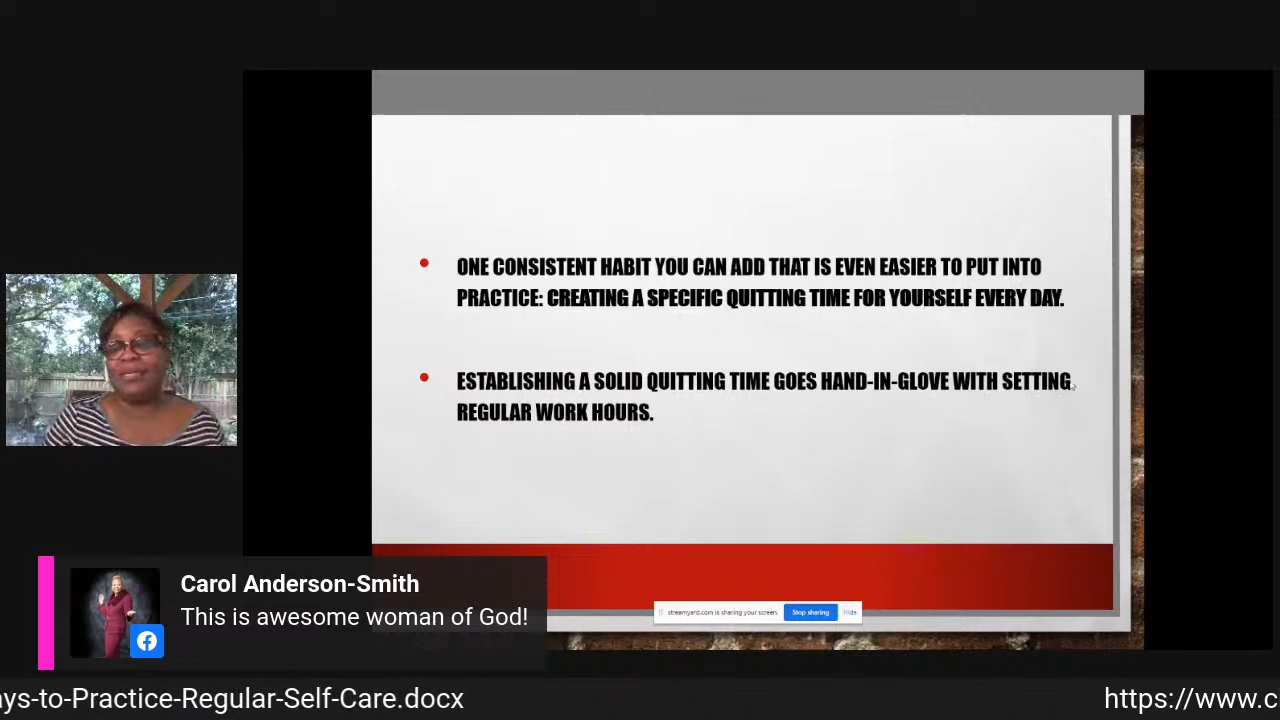 ONE CONSISTENT HABIT YOU CAN ADD THAT IS EVEN EASIER TO PUT INTO
PRACTICE: CREATING A SPECIFIC QUITTING TIME FOR YOURSELF EVERY DAY.
ESTABLISHING A SOLID QUITTING TIME GOES HAND-IN-GLOVE WITH SETTING
REGULAR WORK HOURS.
Carol Anderson-Smith
This is awesome woman of God!
streamyard.com is sharing your screen.
Stop sharing
Hide
ys-to-Practice-Regular-Self-Care.docx
https://www.c